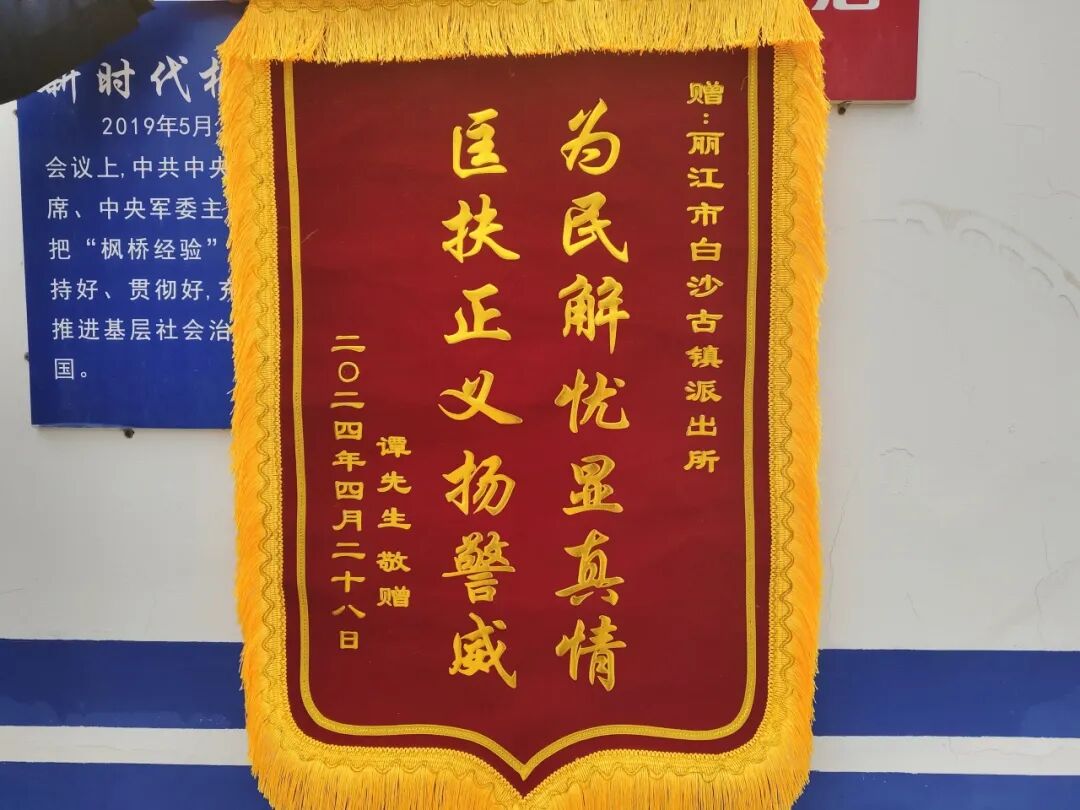 赠:丽江市白沙古镇派出所
为民解忧显真情
匡扶正义扬警威
谭先生 敬赠
二〇二四年四月二十八日
新时代
2019年5月
会议上,中共中央
席、中央军委主
把“枫桥经验”
持好、贯彻好,充
推进基层社会治
国。